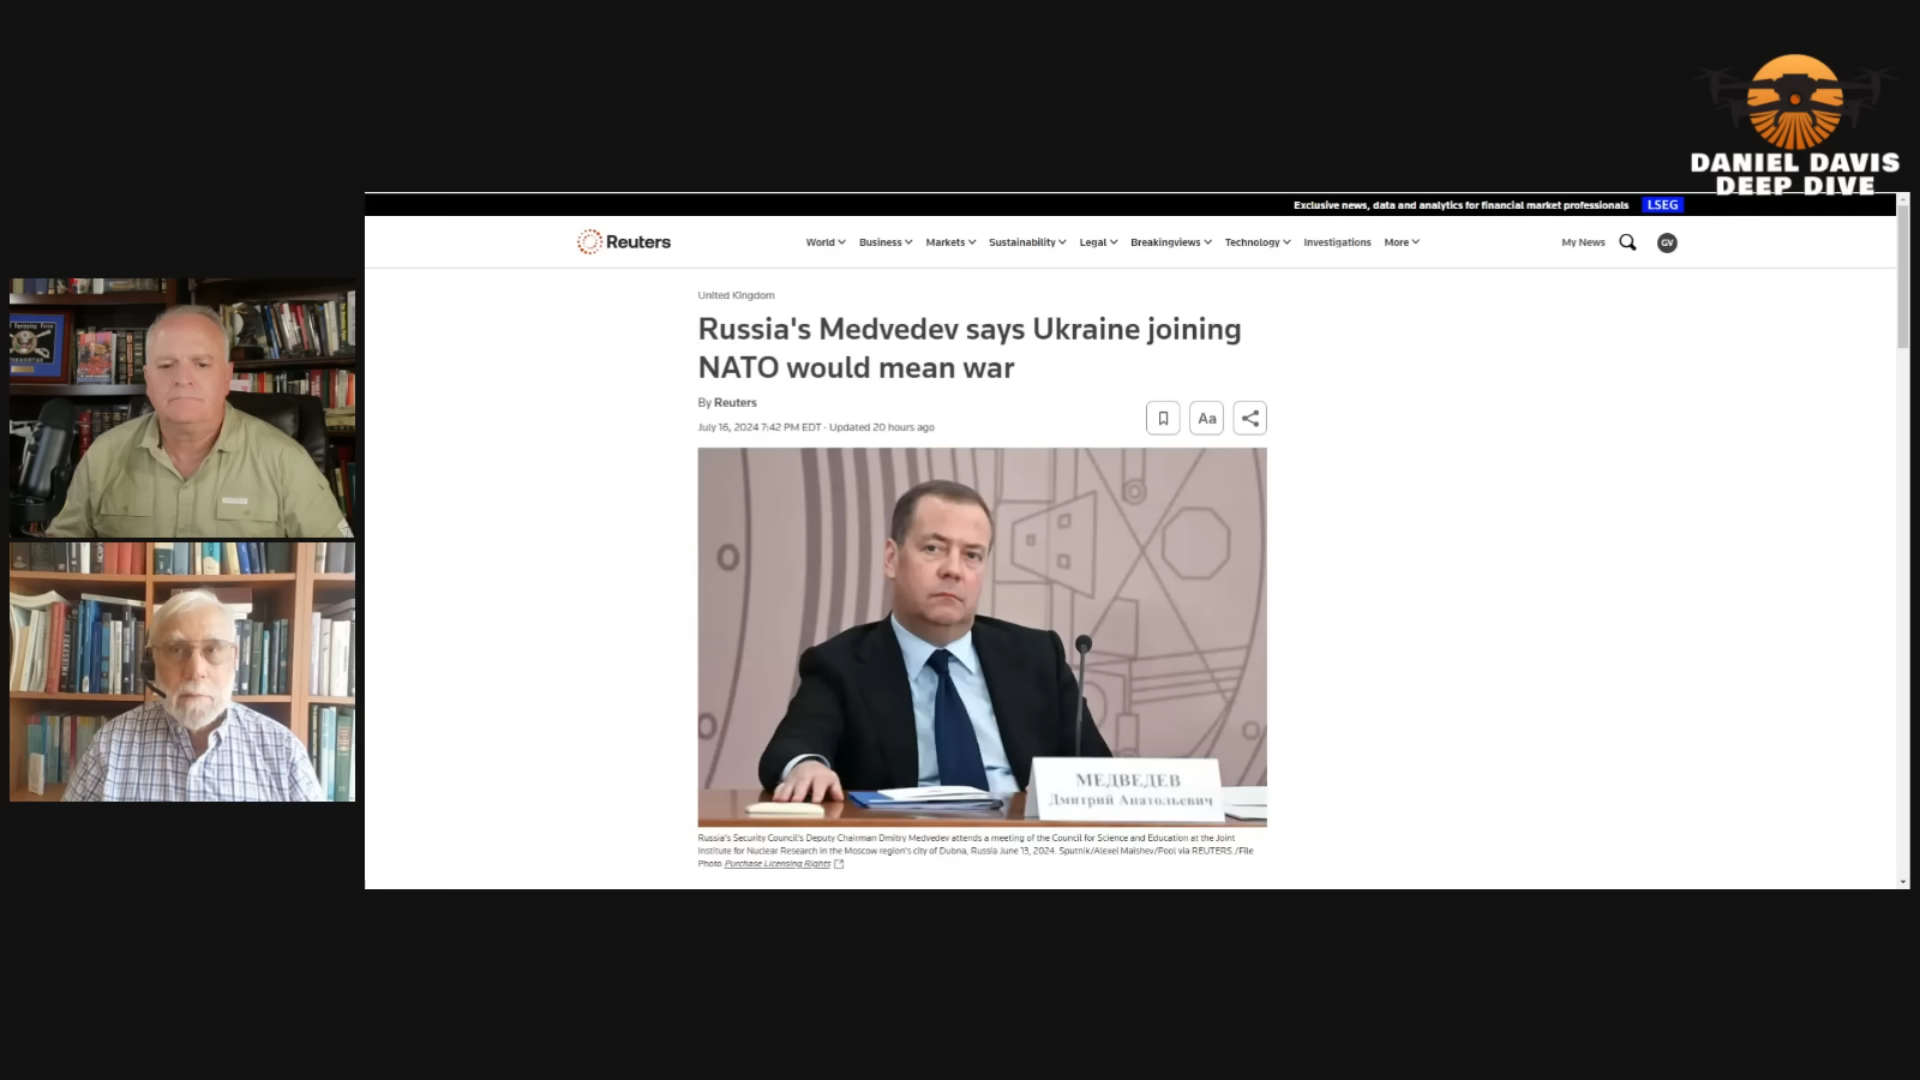 DANIEL DAVIS
DEEP DIVE
Exclusive news, data and analytics for financial market professionals LSEG
Reuters World Business Markets Sustainability Legal Breakingviews Technology Investigations More My News GV
United Kingdom
Russia's Medvedev says Ukraine joining
NATO would mean war
By Reuters
July 16, 2024 7:42 PM EDT · Updated 20 hours ago
Aa
МЕДВЕДЕВ
Дмитрий Анатольевич
Russia's Security Council's Deputy Chairman Dmitry Medvedev attends a meeting of the Council for Science and Education at the Joint
Institute for Nuclear Research in the Moscow region's city of Dubna, Russia June 13, 2024. Sputnik/Alexei Maishev/Pool via REUTERS./File
Photo Purchase Licensing Rights